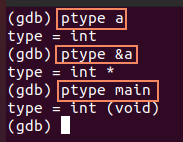 (gdb) ptype a
type = int
(gdb) ptype &a
type = int *
(gdb) ptype main
type = int (void)
(gdb)